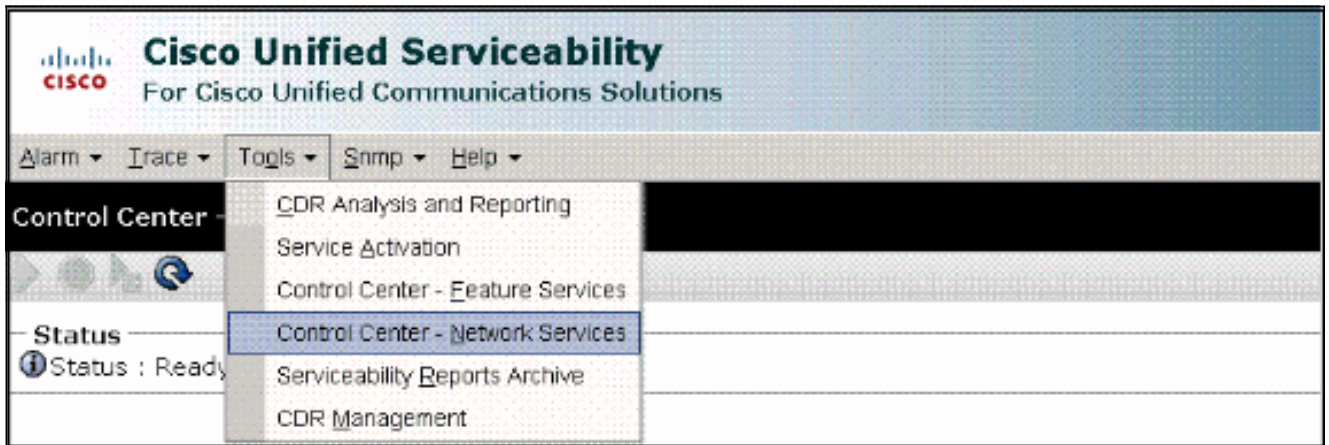 CISCO
Cisco Unified Serviceability
For Cisco Unified Communications Solutions
Alarm Trace Tools Snmp Help
Control Center -
CDR Analysis and Reporting
Service Activation
Control Center - Feature Services
Control Center - Network Services
Serviceability Reports Archive
CDR Management
Status
Status : Ready